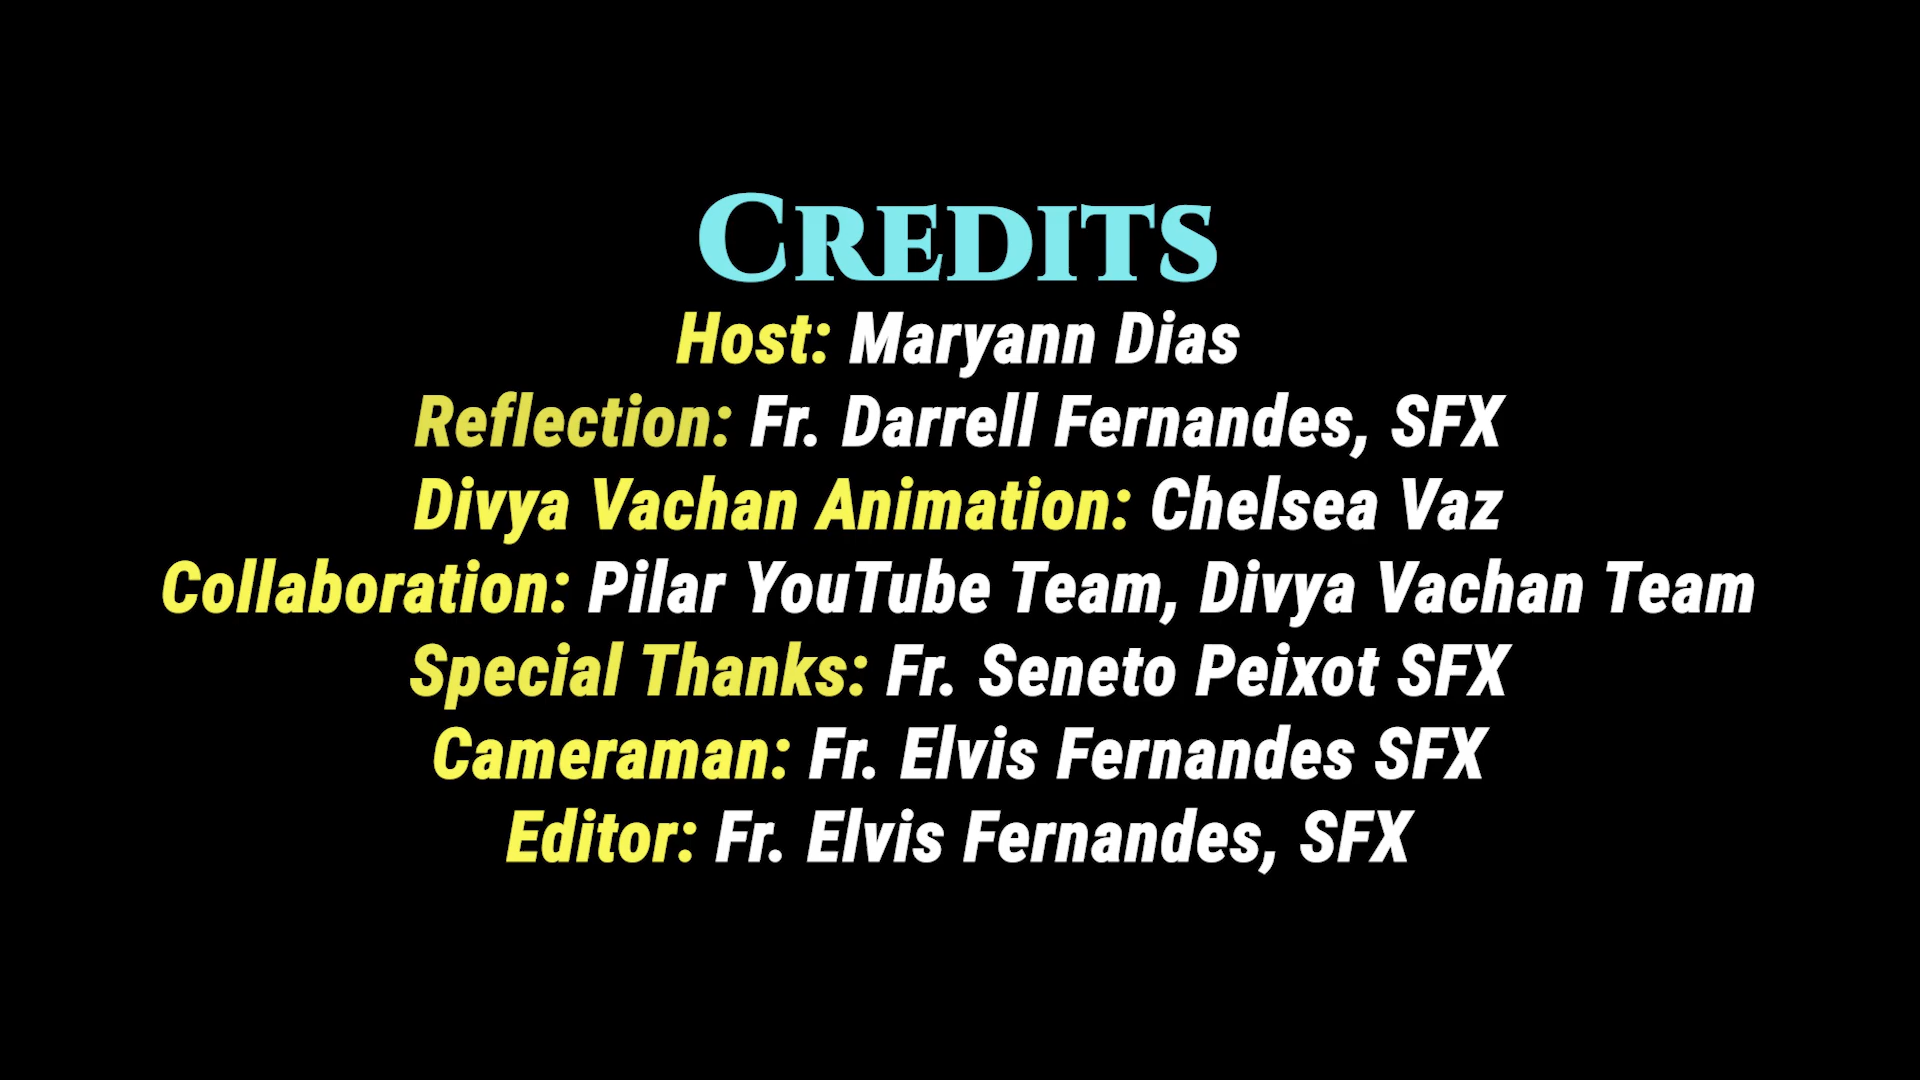 CREDITS
Host: Maryann Dias
Reflection: Fr. Darrell Fernandes, SFX
Divya Vachan Animation: Chelsea Vaz
Collaboration: Pilar YouTube Team, Divya Vachan Team
Special Thanks: Fr. Seneto Peixot SFX
Cameraman: Fr. Elvis Fernandes SFX
Editor: Fr. Elvis Fernandes, SFX